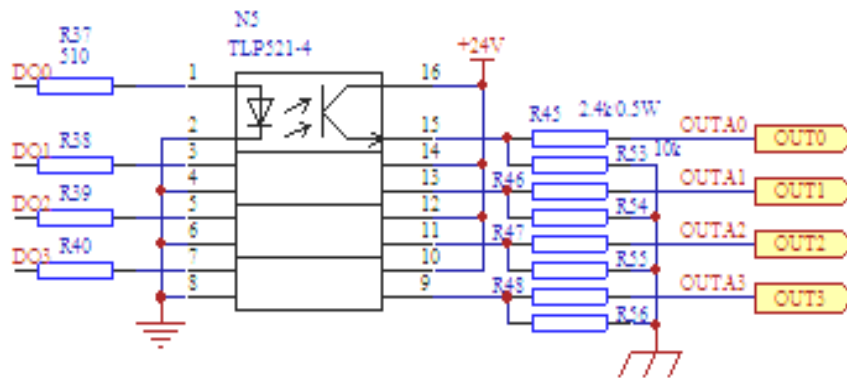 N5
TLP521-4
R37
510
+24V
DO0
1
16
R45
2.4k 0.5W
OUTA0
OUT0
2
15
R38
R53
10k
DO1
3
14
OUTA1
OUT1
4
13
R46
R39
R54
DO2
5
12
OUTA2
OUT2
6
11
R47
R40
R55
DO3
7
10
OUTA3
OUT3
8
9
R48
R56